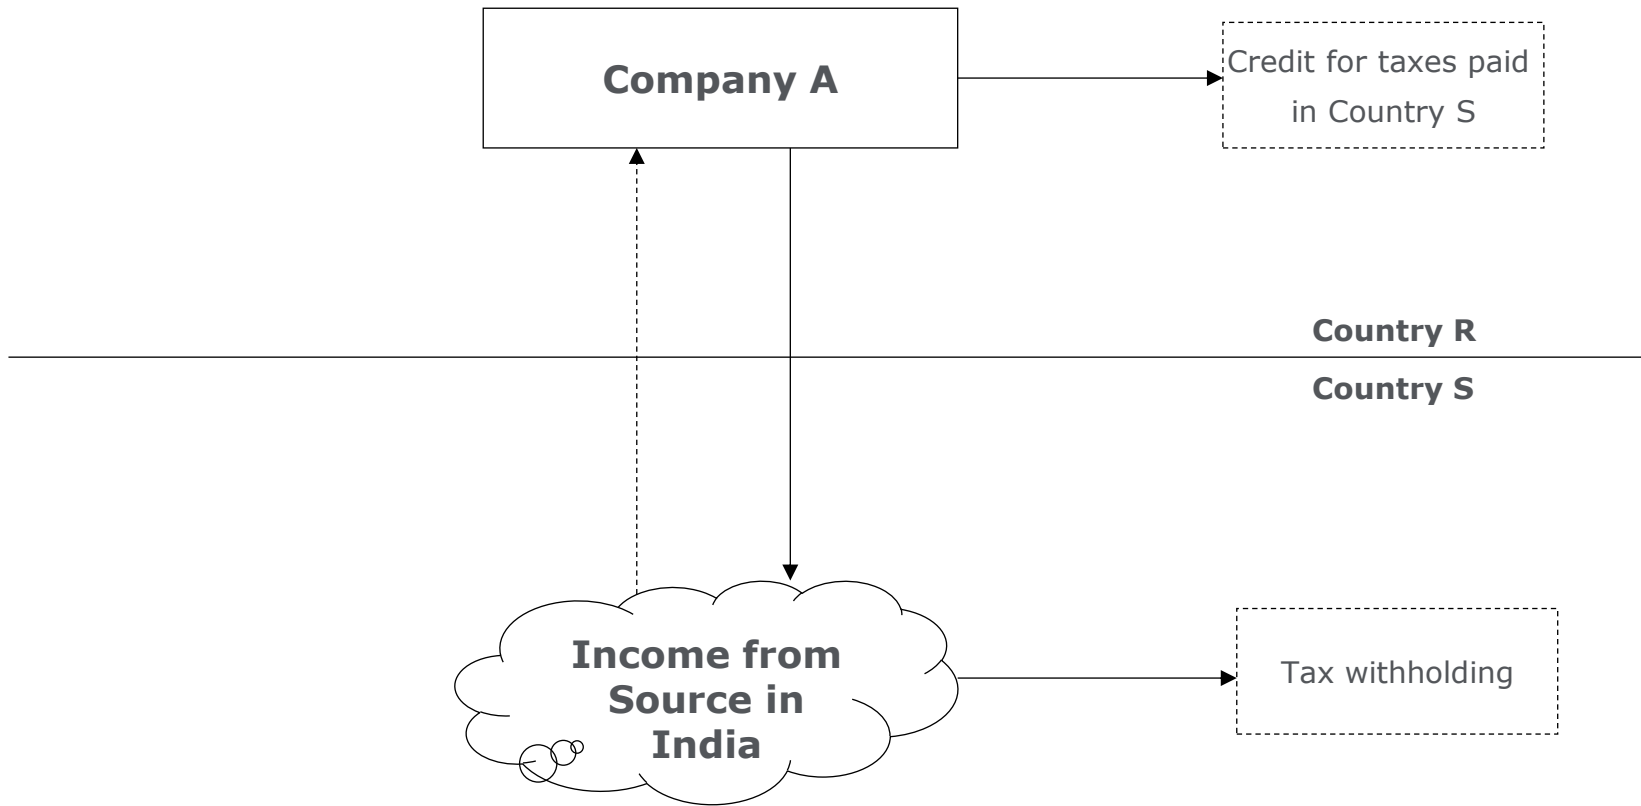 Company A
Credit for taxes paid
in Country S
Country R
Country S
Income from
Source in
India
Tax withholding